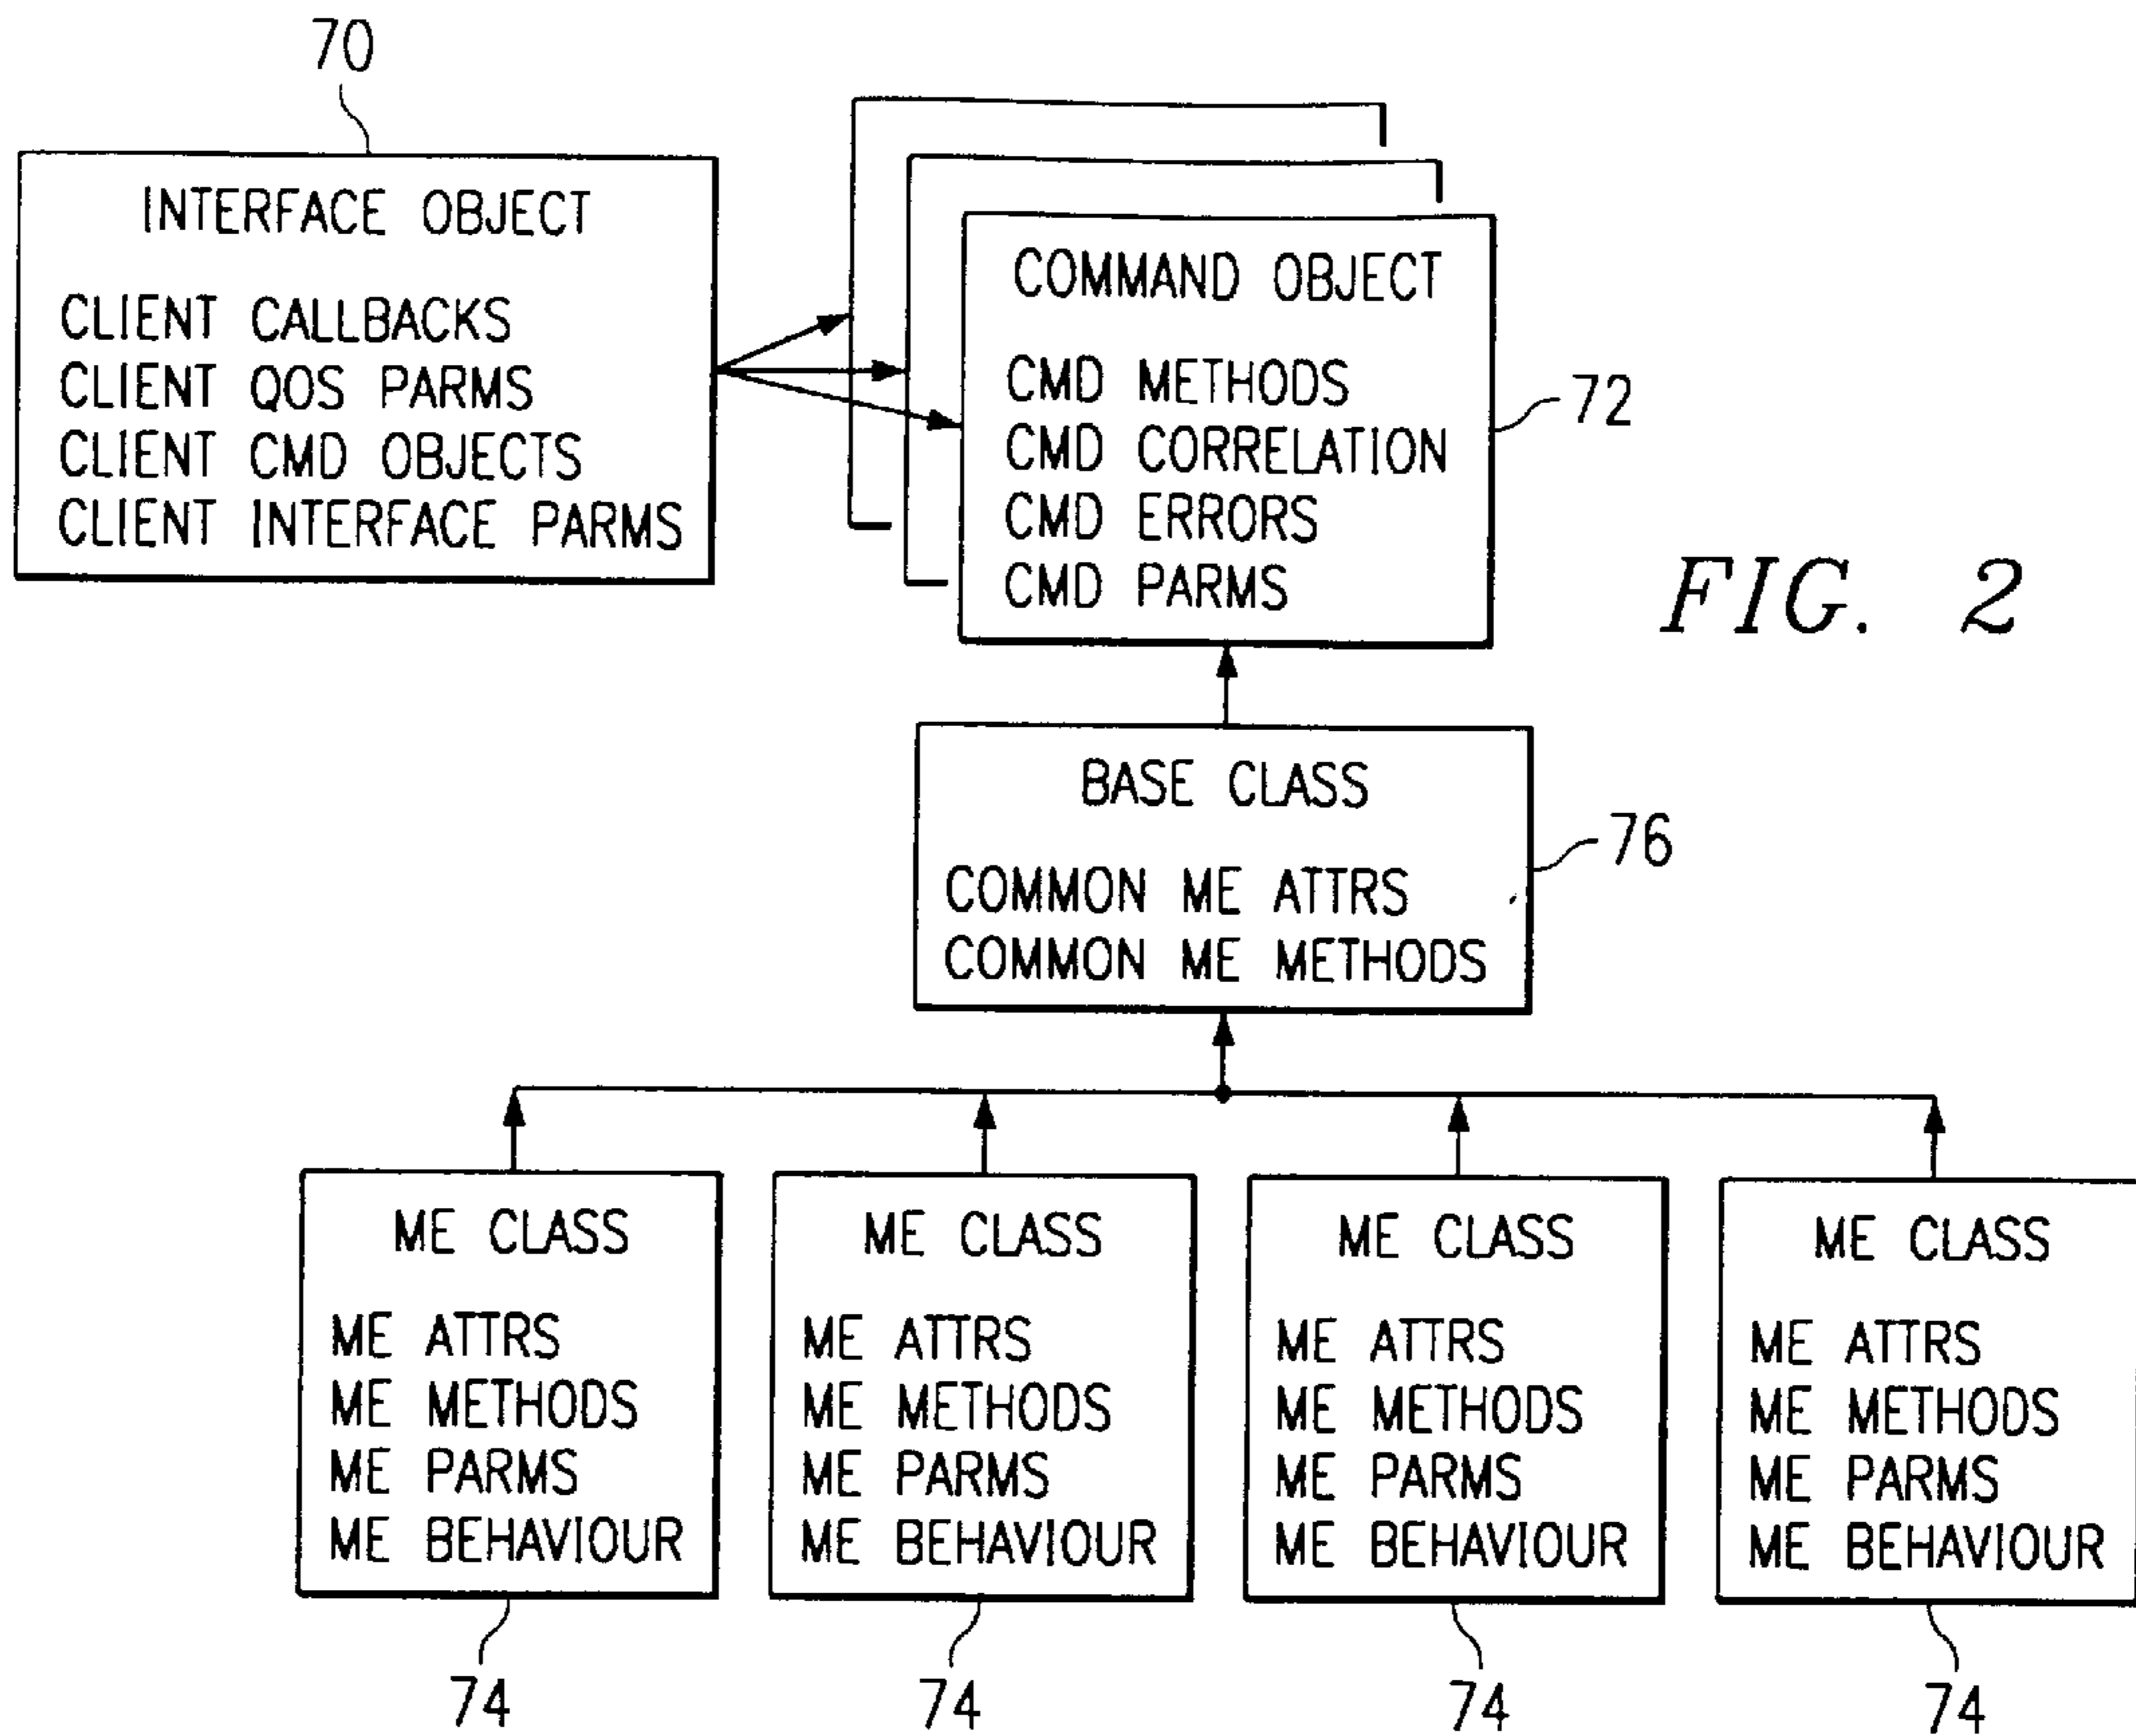 70
INTERFACE OBJECT
CLIENT CALLBACKS
CLIENT QOS PARMS
CLIENT CMD OBJECTS
CLIENT INTERFACE PARMS
COMMAND OBJECT
CMD METHODS
CMD CORRELATION
CMD ERRORS
CMD PARMS
72
FIG. 2
BASE CLASS
COMMON ME ATTRS
COMMON ME METHODS
76
ME CLASS
ME ATTRS
ME METHODS
ME PARMS
ME BEHAVIOUR
74
ME CLASS
ME ATTRS
ME METHODS
ME PARMS
ME BEHAVIOUR
74
ME CLASS
ME ATTRS
ME METHODS
ME PARMS
ME BEHAVIOUR
74
ME CLASS
ME ATTRS
ME METHODS
ME PARMS
ME BEHAVIOUR
74